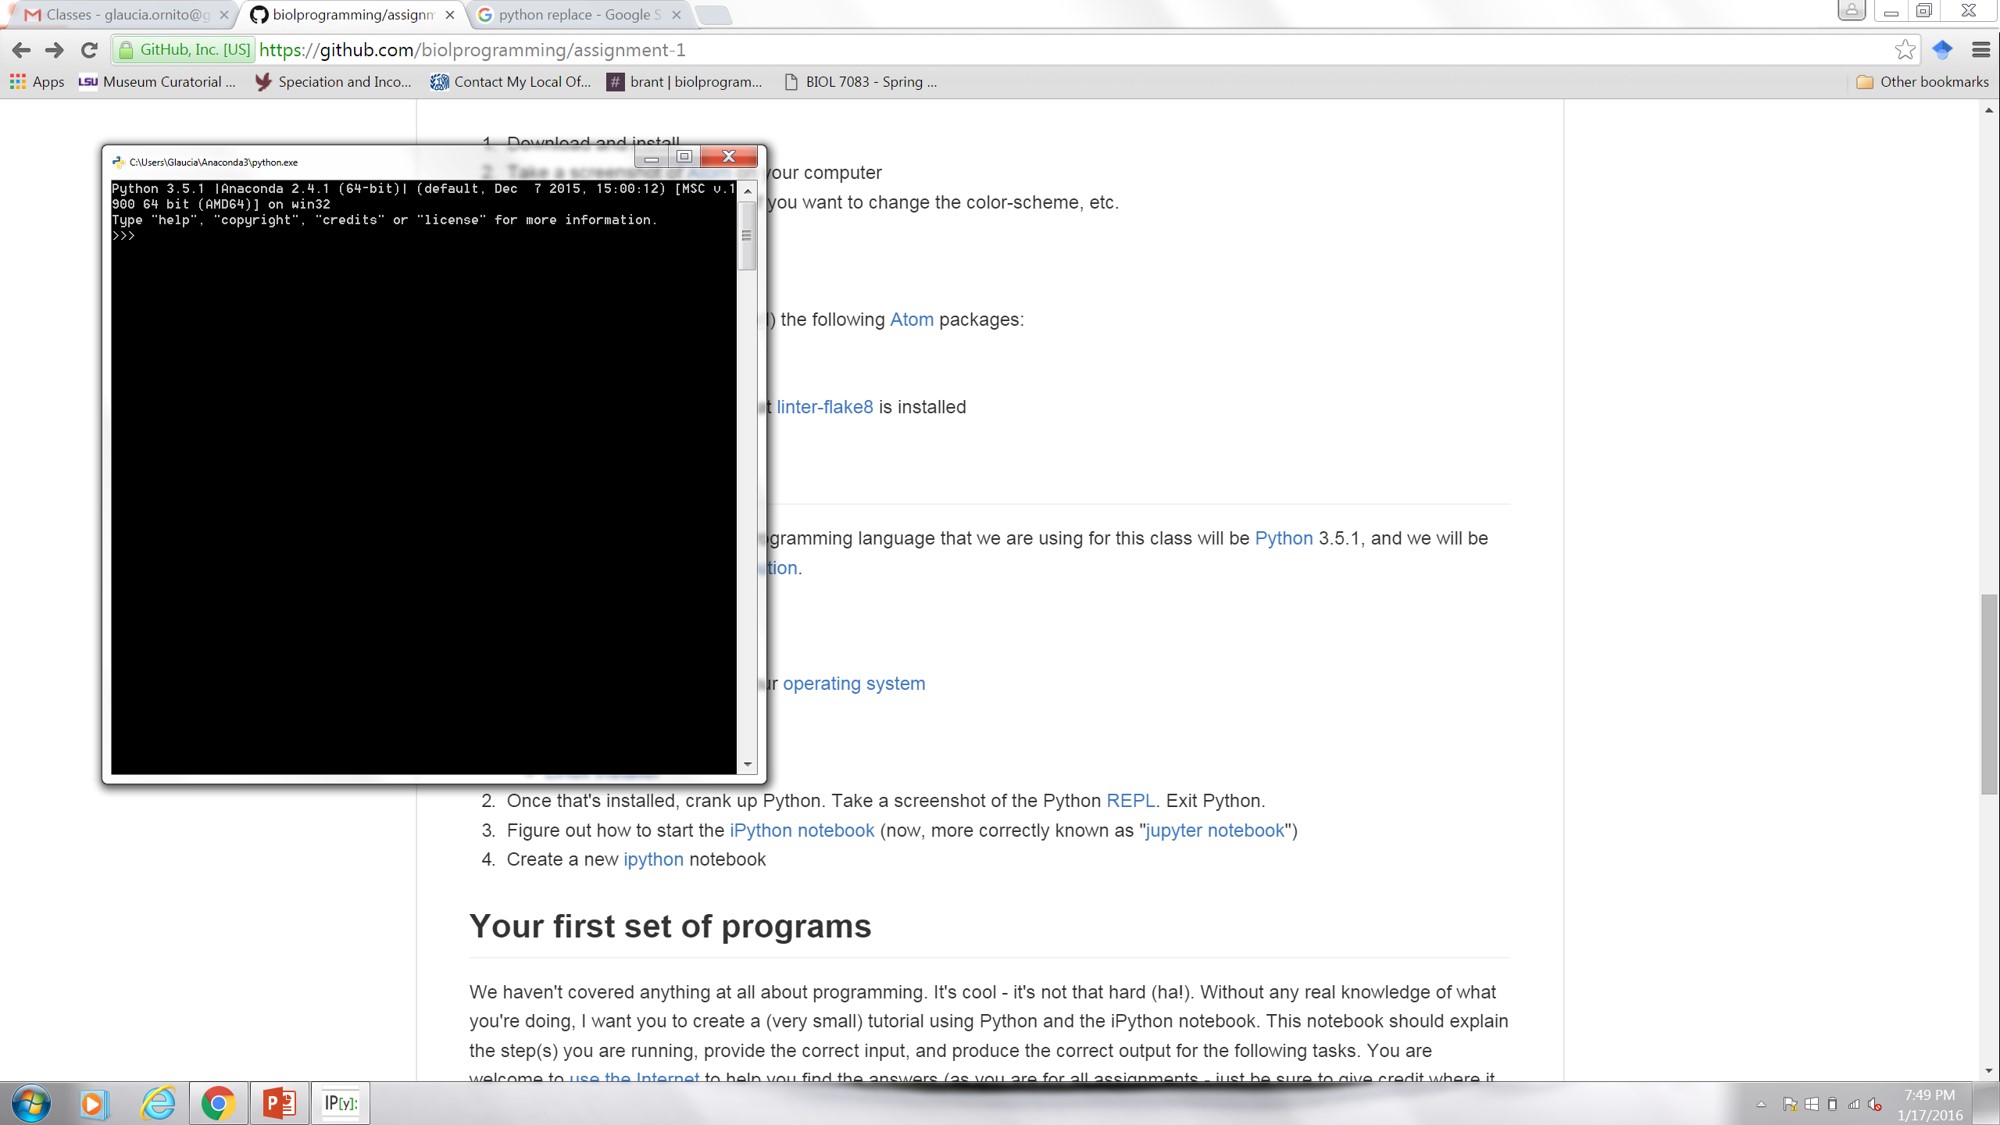 Classes - glaucia.ornito@g
biolprogramming/assignm
python replace - Google S
GitHub, Inc. [US] https://github.com/biolprogramming/assignment-1
Apps LSU Museum Curatorial ... Speciation and Inco... Contact My Local Of... # brant | biolprogram... BIOL 7083 - Spring ... Other bookmarks
1. Download and install
2. Take a screenshot of Atom on your computer
you want to change the color-scheme, etc.
C:\Users\Glaucia\Anaconda3\python.exe
Python 3.5.1 |Anaconda 2.4.1 (64-bit)| (default, Dec  7 2015, 15:00:12) [MSC v.1
900 64 bit (AMD64)] on win32
Type "help", "copyright", "credits" or "license" for more information.
>>>
) the following Atom packages:
t linter-flake8 is installed
gramming language that we are using for this class will be Python 3.5.1, and we will be
tion.
ur operating system
Linux installer
2. Once that's installed, crank up Python. Take a screenshot of the Python REPL. Exit Python.
3. Figure out how to start the iPython notebook (now, more correctly known as "jupyter notebook")
4. Create a new ipython notebook
Your first set of programs
We haven't covered anything at all about programming. It's cool - it's not that hard (ha!). Without any real knowledge of what
you're doing, I want you to create a (very small) tutorial using Python and the iPython notebook. This notebook should explain
the step(s) you are running, provide the correct input, and produce the correct output for the following tasks. You are
welcome to use the Internet to help you find the answers (as you are for all assignments - just be sure to give credit where it
IP[y]:
7:49 PM
1/17/2016